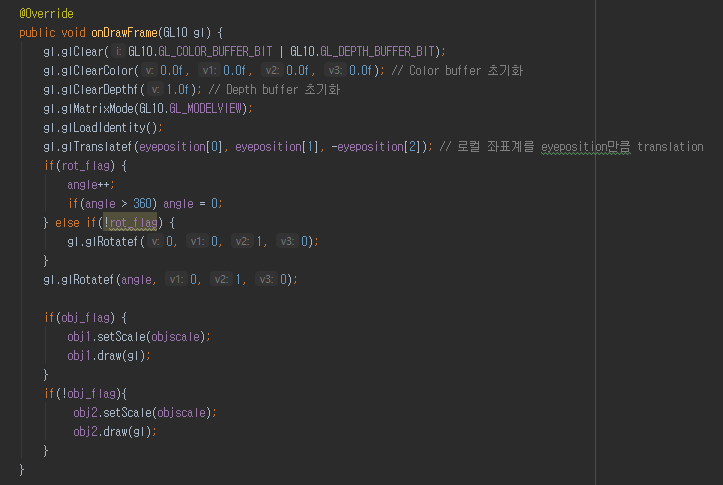 @Override
public void onDrawFrame(GL10 gl) {
gl.glClear( i: GL10.GL_COLOR_BUFFER_BIT | GL10.GL_DEPTH_BUFFER_BIT);
gl.glClearColor( v: 0.0f, v1: 0.0f, v2: 0.0f, v3: 0.0f); // Color buffer 초기화
gl.glClearDepthf( v: 1.0f); // Depth buffer 초기화
gl.glMatrixMode(GL10.GL_MODELVIEW);
gl.glLoadIdentity();
gl.glTranslatef(eyeposition[0], eyeposition[1], -eyeposition[2]); // 로컬 좌표계를 eyeposition만큼 translation
if(rot_flag) {
angle++;
if(angle > 360) angle = 0;
} else if(!rot_flag) {
gl.glRotatef( v: 0, v1: 0, v2: 1, v3: 0);
}
gl.glRotatef(angle, v1: 0, v2: 1, v3: 0);
if(obj_flag) {
obj1.setScale(objscale);
obj1.draw(gl);
}
if(!obj_flag){
obj2.setScale(objscale);
obj2.draw(gl);
}
}